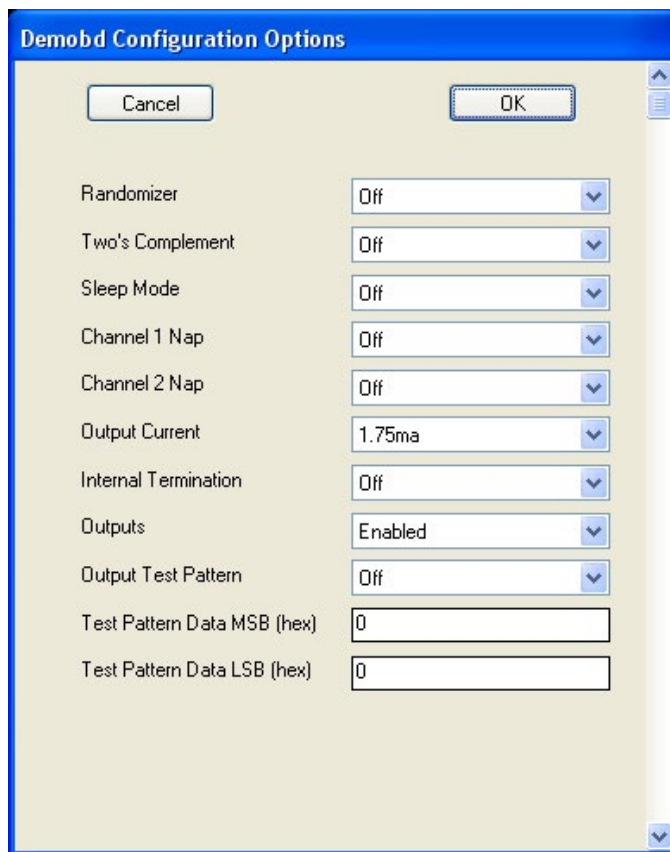 Demobd Configuration Options
Cancel OK
Randomizer Off
Two's Complement Off
Sleep Mode Off
Channel 1 Nap Off
Channel 2 Nap Off
Output Current 1.75ma
Internal Termination Off
Outputs Enabled
Output Test Pattern Off
Test Pattern Data MSB (hex) 0
Test Pattern Data LSB (hex) 0